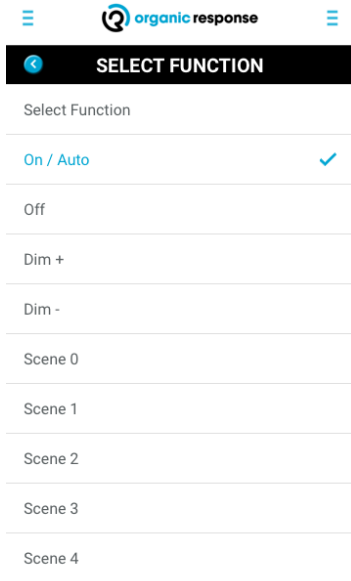 organic response
SELECT FUNCTION
Select Function
On / Auto
Off
Dim +
Dim -
Scene 0
Scene 1
Scene 2
Scene 3
Scene 4